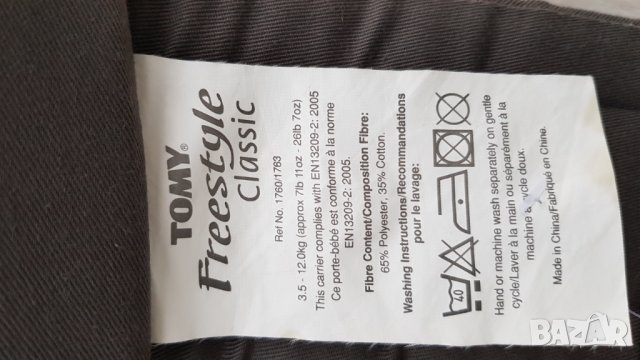 TOMY
Freestyle
Classic
Ref No. 1760/1763
3.5 - 12.0kg (approx 7lb 11oz - 26lb 7oz)
This carrier complies with EN13209-2: 2005
Ce porte-bébé est conforme à la norme
EN13209-2: 2005.
Fibre Content/Composition Fibre:
65% Polyester, 35% Cotton.
Washing Instructions/Recommandations
pour le lavage:
40
Hand or machine wash separately on gentle
cycle/Laver à la main ou séparément à la
machine cycle doux.
Made in China/Fabriqué en Chine.
BAZAR.BG